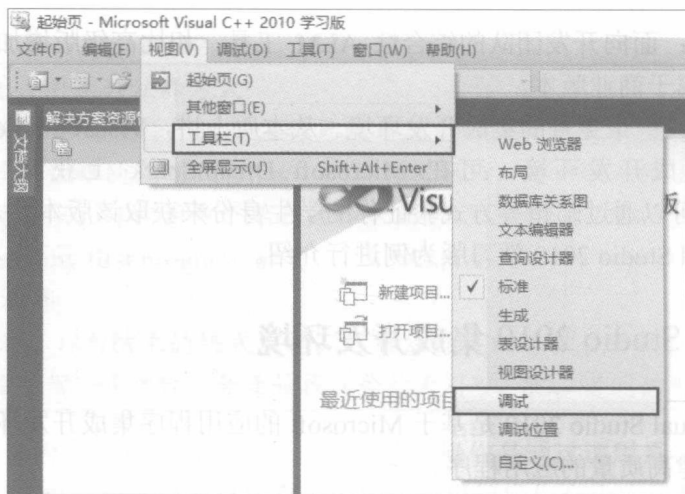 起始页 - Microsoft Visual C++ 2010 学习版
文件(F) 编辑(E) 视图(V) 调试(D) 工具(T) 窗口(W) 帮助(H)
起始页(G)
其他窗口(E)
工具栏(T)
全屏显示(U) Shift+Alt+Enter
解决方案资源
文档大纲
Visu
版
新建项目...
打开项目...
最近使用的项目
Web 浏览器
布局
数据库关系图
文本编辑器
查询设计器
标准
生成
表设计器
视图设计器
调试
调试位置
自定义(C)...